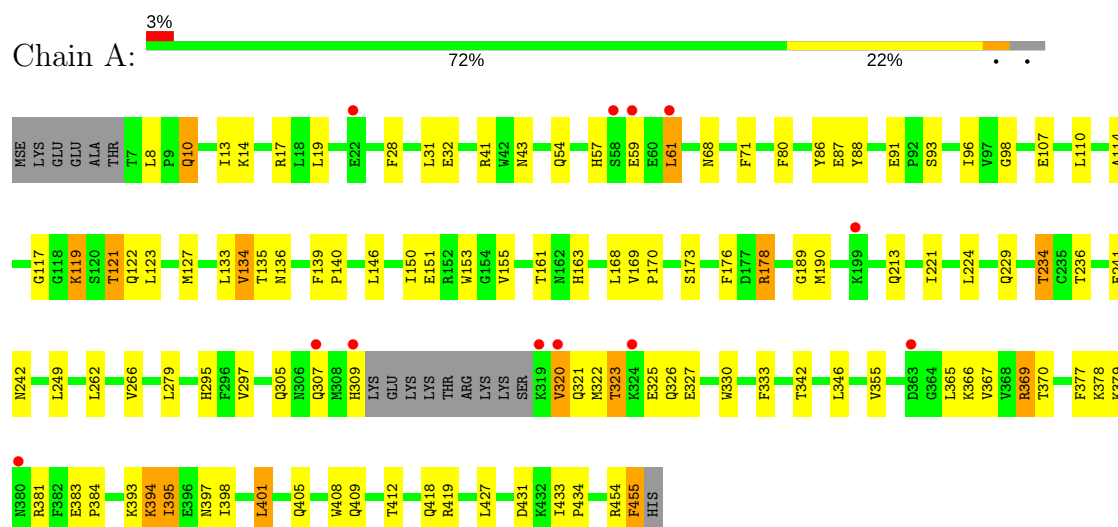 3%
Chain A:
72% 22% • •
MSE LYS GLU GLU ALA THR T7 L8 P9 Q10 I13 K14 R17 L18 L19 E22 F28 L31 E32 R41 W42 N43 Q54 H57 S58 E59 E60 L61 N68 F71 F80 Y86 E87 Y88 E91 P92 S93 I96 V97 G98 E107 L110 A114
G117 G118 K119 S120 T121 Q122 L123 M127 L133 V134 T135 N136 F139 P140 L146 I150 E151 R152 W153 G154 V155 T161 N162 H163 L168 V169 P170 S173 F176 D177 R178 G189 M190 K199 Q213 I221 L224 Q229 T234 C235 T236
N242 L249 L262 V266 L279 H295 F296 V297 Q305 N306 Q307 M308 H309 LYS GLU LYS LYS THR ARG LYS LYS SER K319 V320 Q321 M322 T323 K324 E325 Q326 E327 W330 F333 T342 L346 V355 D363 G364 L365 K366 V367 V368 R369 T370 F377 K378 K379
N380 R381 F382 E383 P384 K393 K394 I395 E396 N397 I398 L401 Q405 W408 Q409 T412 Q418 R419 L427 D431 K432 I433 P434 R454 F455 HIS